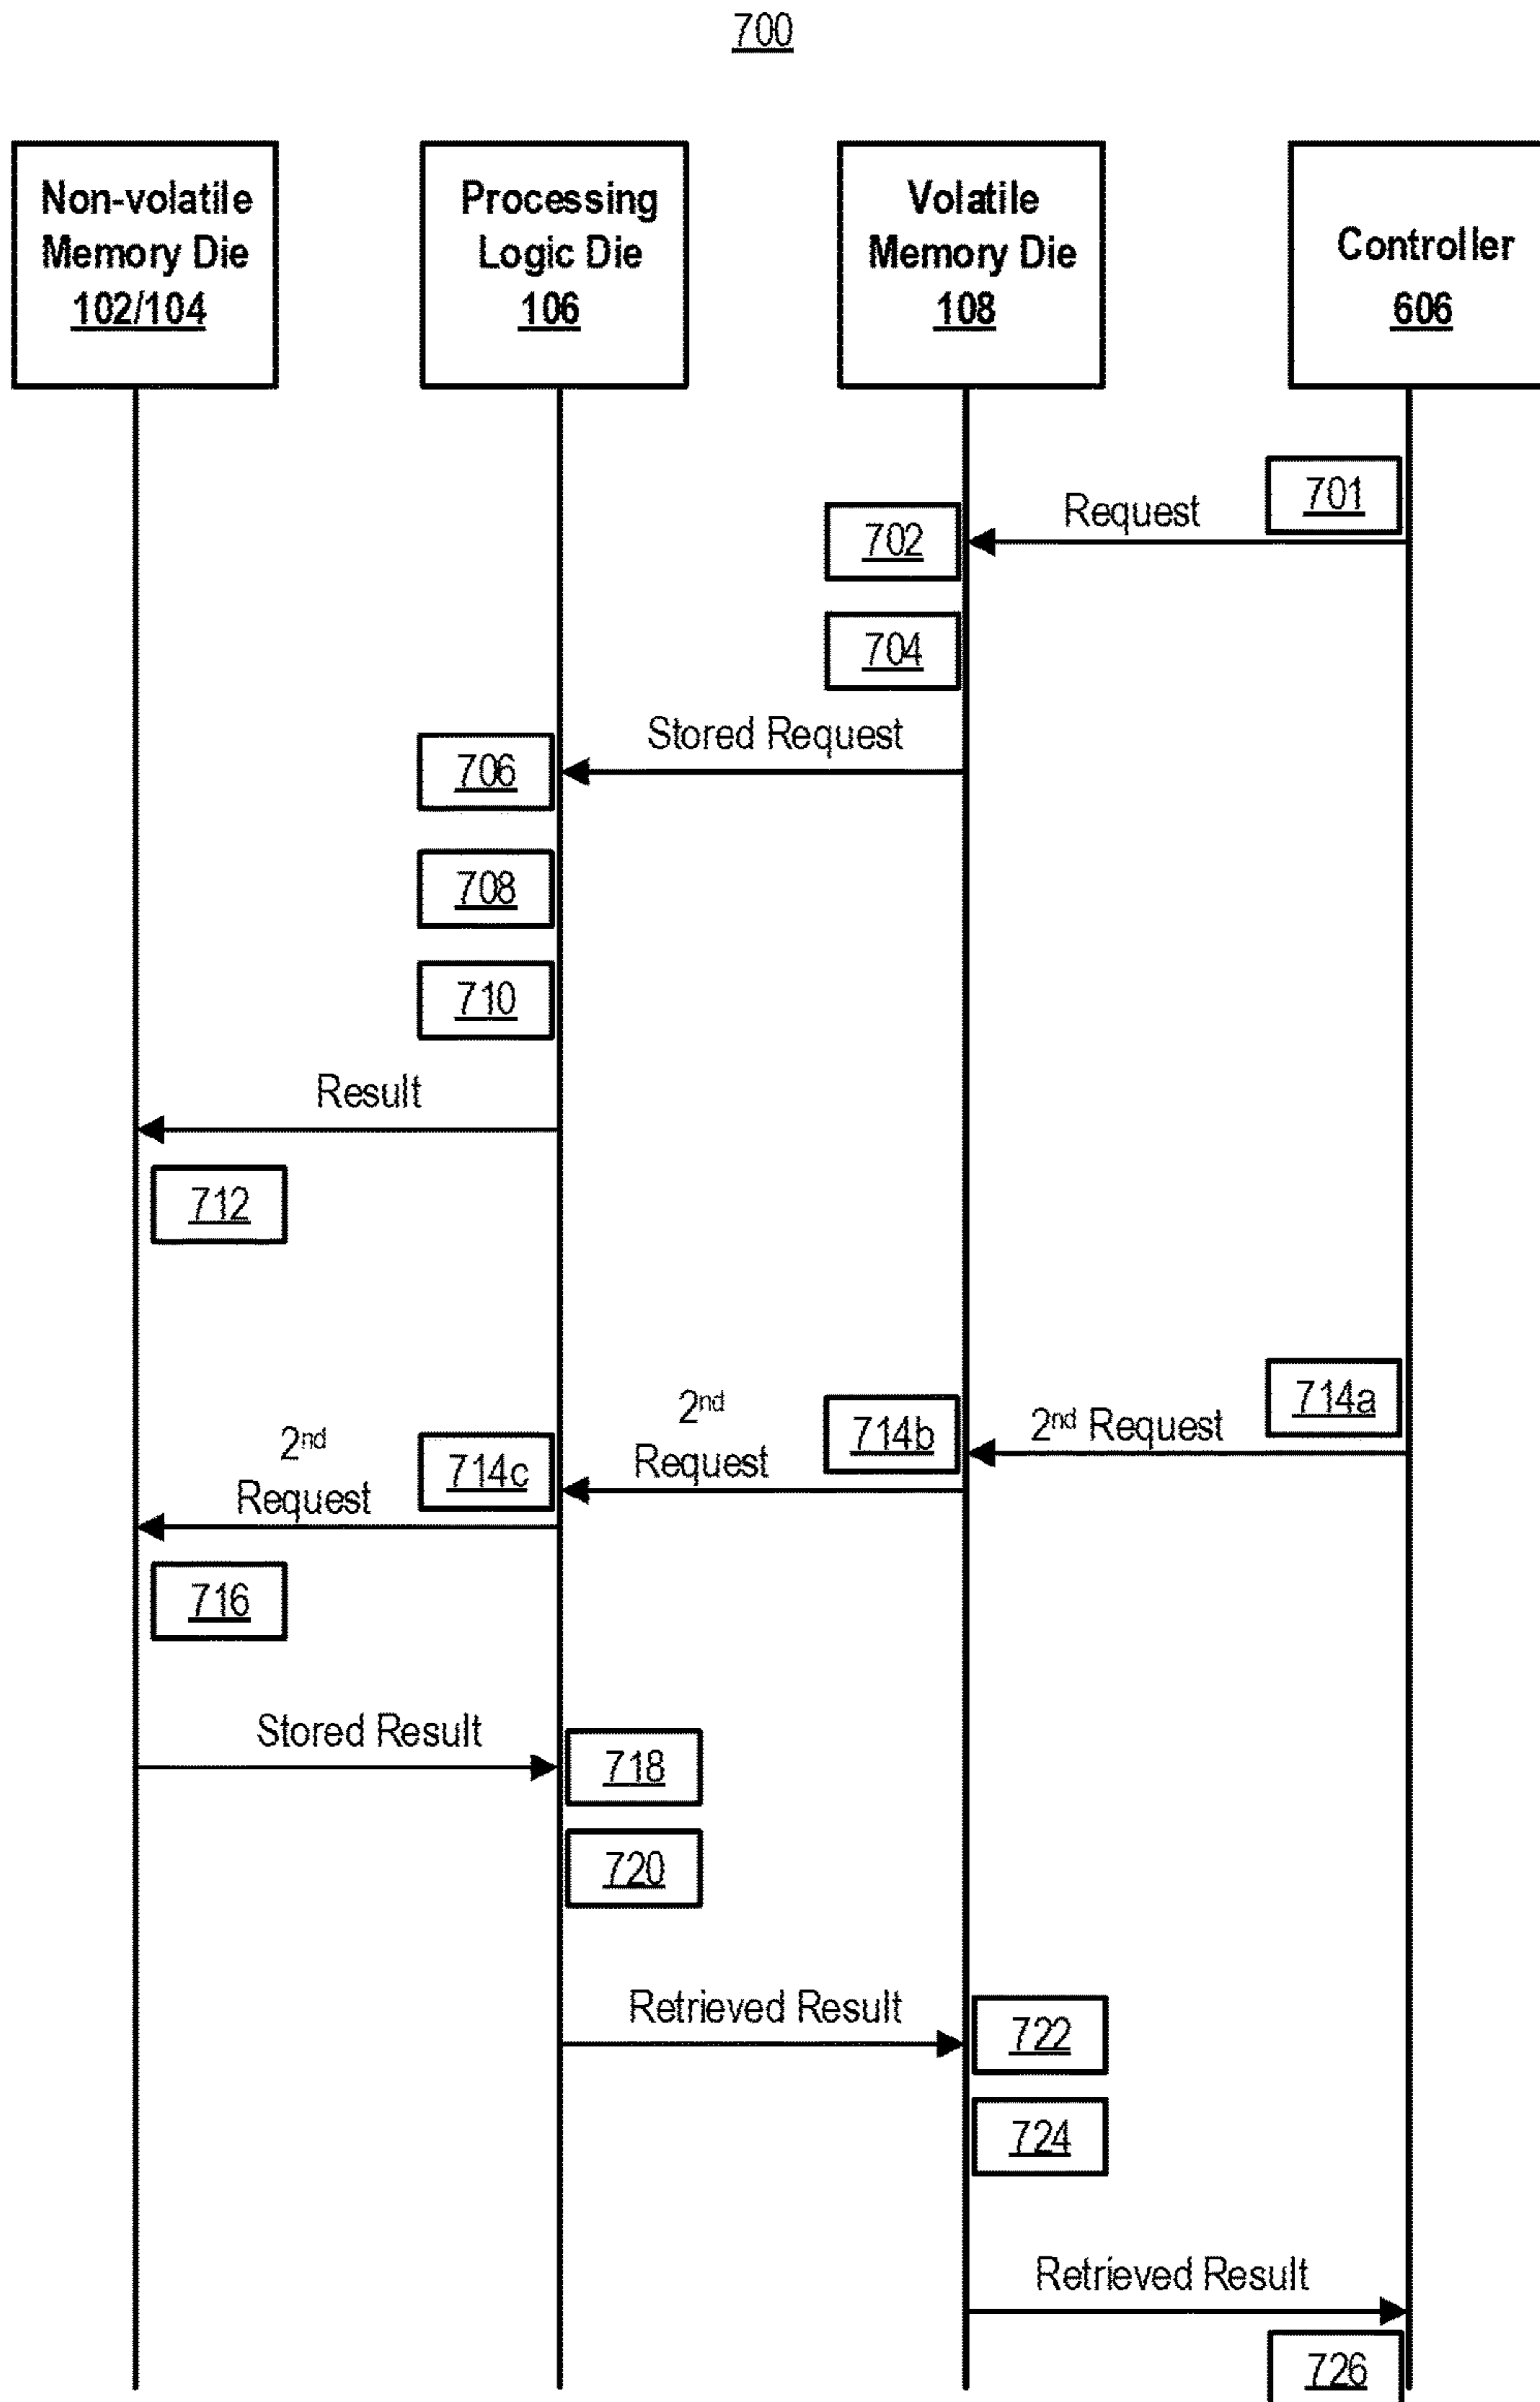 700
Non-volatile
Memory Die
102/104
Processing
Logic Die
106
Volatile
Memory Die
108
Controller
606
701
Request
702
704
Stored Request
706
708
710
Result
712
714a
2nd Request
714b
2nd
Request
714c
2nd
Request
716
Stored Result
718
720
Retrieved Result
722
724
Retrieved Result
726